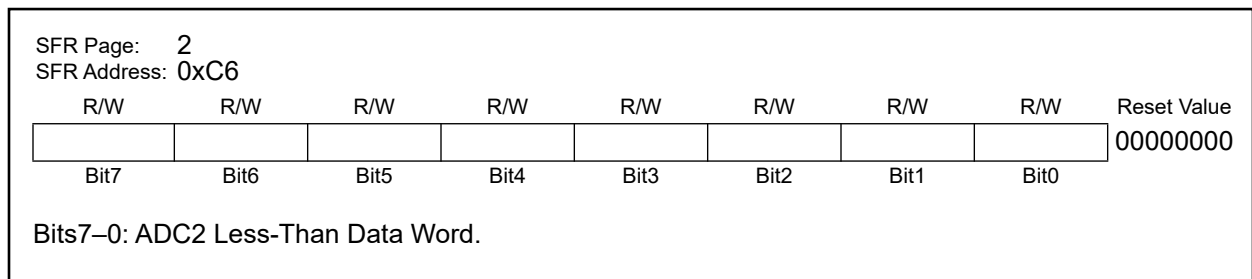 SFR Page: 2
SFR Address: 0xC6
R/W R/W R/W R/W R/W R/W R/W R/W Reset Value
00000000
Bit7 Bit6 Bit5 Bit4 Bit3 Bit2 Bit1 Bit0
Bits7–0: ADC2 Less-Than Data Word.